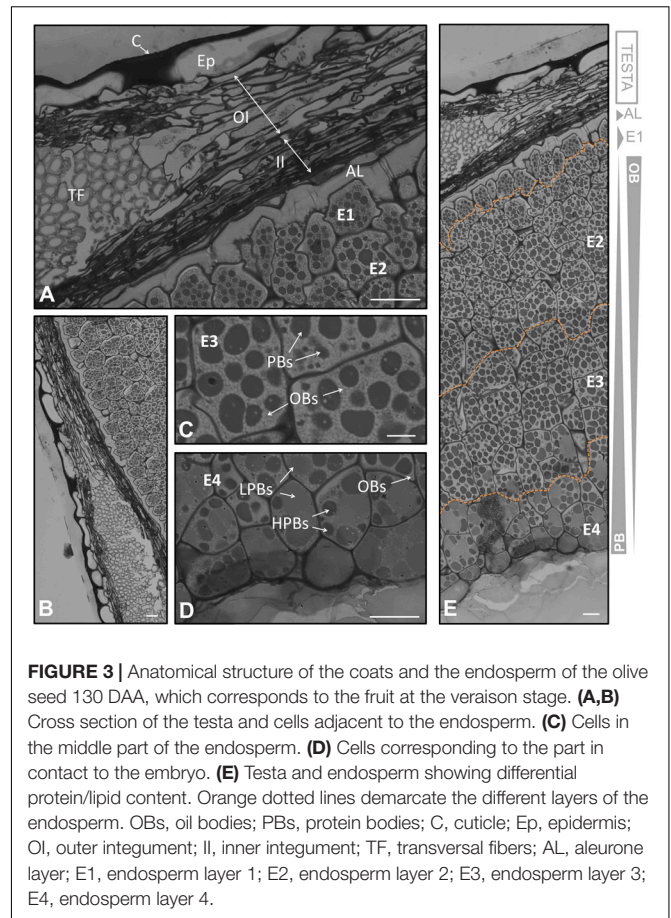 C
Ep
OI
II
AL
TF
E1
E2
A
B
E3
PBs
OBs
C
E4
LPBs
OBs
HPBs
D
TESTA
AL
E1
OB
E2
E3
E4
PB
E
FIGURE 3 | Anatomical structure of the coats and the endosperm of the olive
seed 130 DAA, which corresponds to the fruit at the veraison stage. (A,B)
Cross section of the testa and cells adjacent to the endosperm. (C) Cells in
the middle part of the endosperm. (D) Cells corresponding to the part in
contact to the embryo. (E) Testa and endosperm showing differential
protein/lipid content. Orange dotted lines demarcate the different layers of the
endosperm. OBs, oil bodies; PBs, protein bodies; C, cuticle; Ep, epidermis;
OI, outer integument; II, inner integument; TF, transversal fibers; AL, aleurone
layer; E1, endosperm layer 1; E2, endosperm layer 2; E3, endosperm layer 3;
E4, endosperm layer 4.